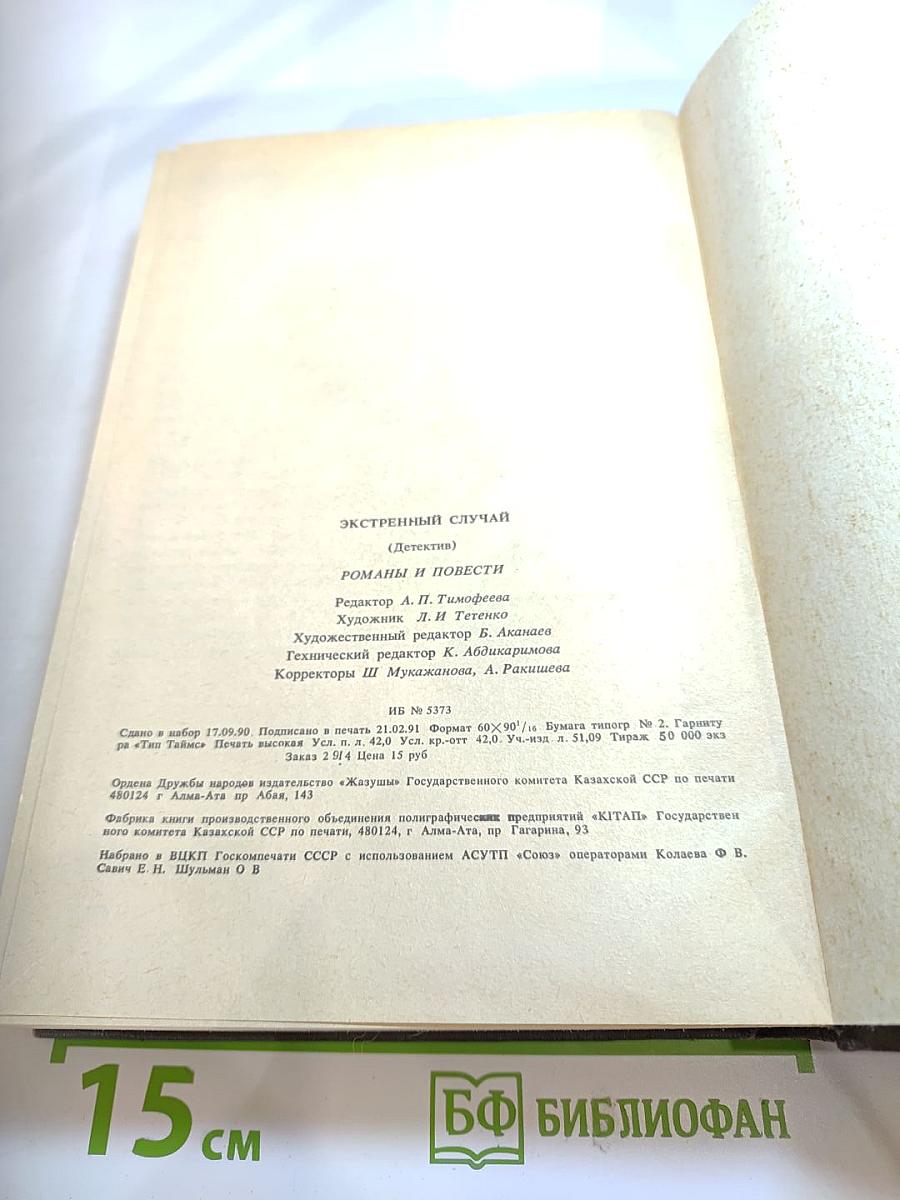 ЭКСТРЕННЫЙ СЛУЧАЙ
(Детектив)
РОМАНЫ И ПОВЕСТИ
Редактор А. П. Тимофеева
Художник Л. И Тетенко
Художественный редактор Б. Аканаев
Гехнический редактор К. Абдикаримова
Корректоры Ш Мукажанова, А. Ракишева
ИБ № 5373
Сдано в набор 17.09.90. Подписано в печать 21.02.91 Формат 60×90¹/₁₆ Бумага типогр № 2. Гарниту
ра «Тип Таймс» Печать высокая Усл. п. л. 42,0 Усл. кр.-отт 42,0 Уч.-изд л. 51,09 Тираж 50 000 экз
Заказ 2914 Цена 15 руб
Ордена Дружбы народов издательство «Жазушы» Государственного комитета Казахской ССР по печати
480124 г Алма-Ата пр Абая, 143
Фабрика книги производственного объединения полиграфических предприятий «КІТАП» Государствен
ного комитета Казахской ССР по печати, 480124, г Алма-Ата, пр Гагарина, 93
Набрано в ВЦКП Госкомпечати СССР с использованием АСУТП «Союз» операторами Колаева Ф В.
Савич Е. Н. Шульман О В
15 см
БФ БИБЛИОФАН